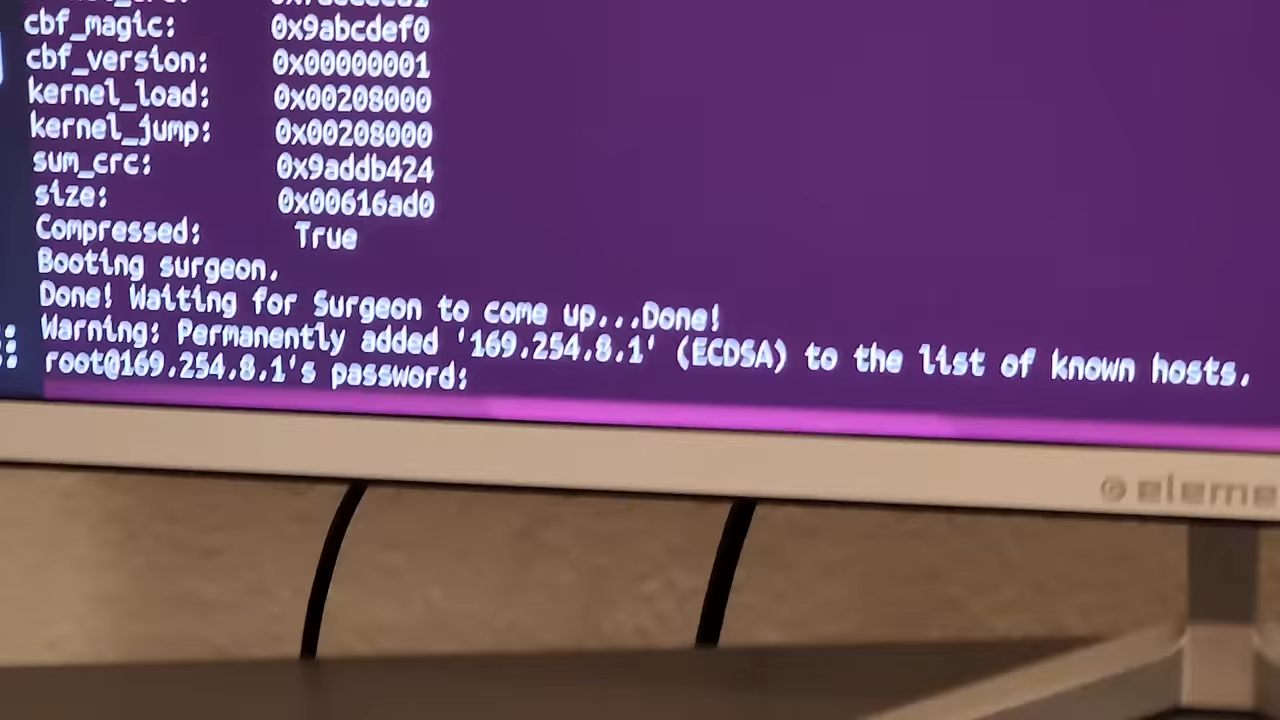 cbf_magic: 0x9abcdef0
cbf_version: 0x00000001
kernel_load: 0x00208000
kernel_jump: 0x00208000
sum_crc: 0x9addb424
size: 0x00616ad0
Compressed: True
Booting surgeon.
Done! Waiting for Surgeon to come up...Done!
Warning: Permanently added '169.254.8.1' (ECDSA) to the list of known hosts.
root@169.254.8.1's password:
eleme